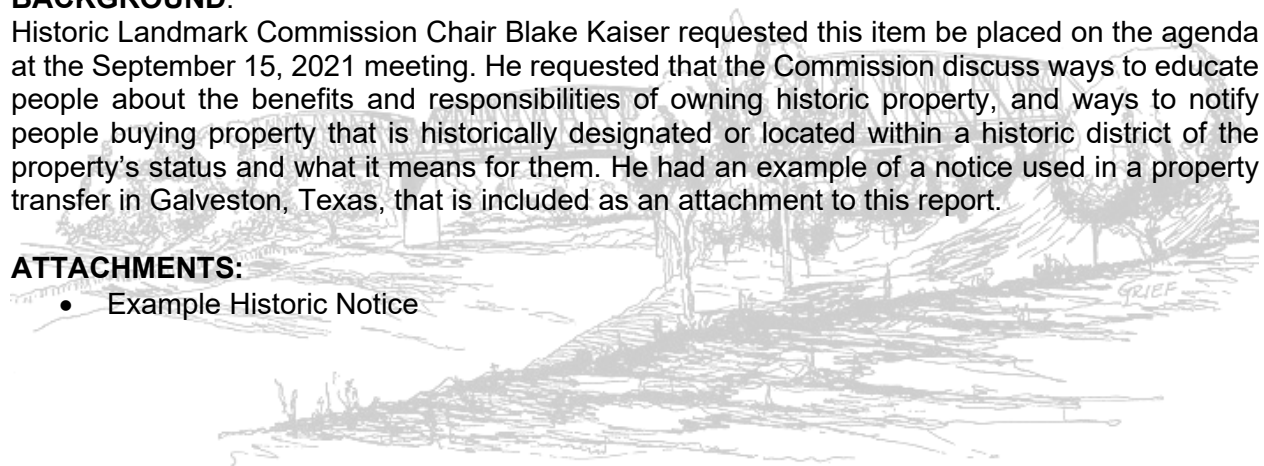 BACKGROUND:
Historic Landmark Commission Chair Blake Kaiser requested this item be placed on the agenda
at the September 15, 2021 meeting. He requested that the Commission discuss ways to educate
people about the benefits and responsibilities of owning historic property, and ways to notify
people buying property that is historically designated or located within a historic district of the
property's status and what it means for them. He had an example of a notice used in a property
transfer in Galveston, Texas, that is included as an attachment to this report.
ATTACHMENTS:
• Example Historic Notice
GRIEF